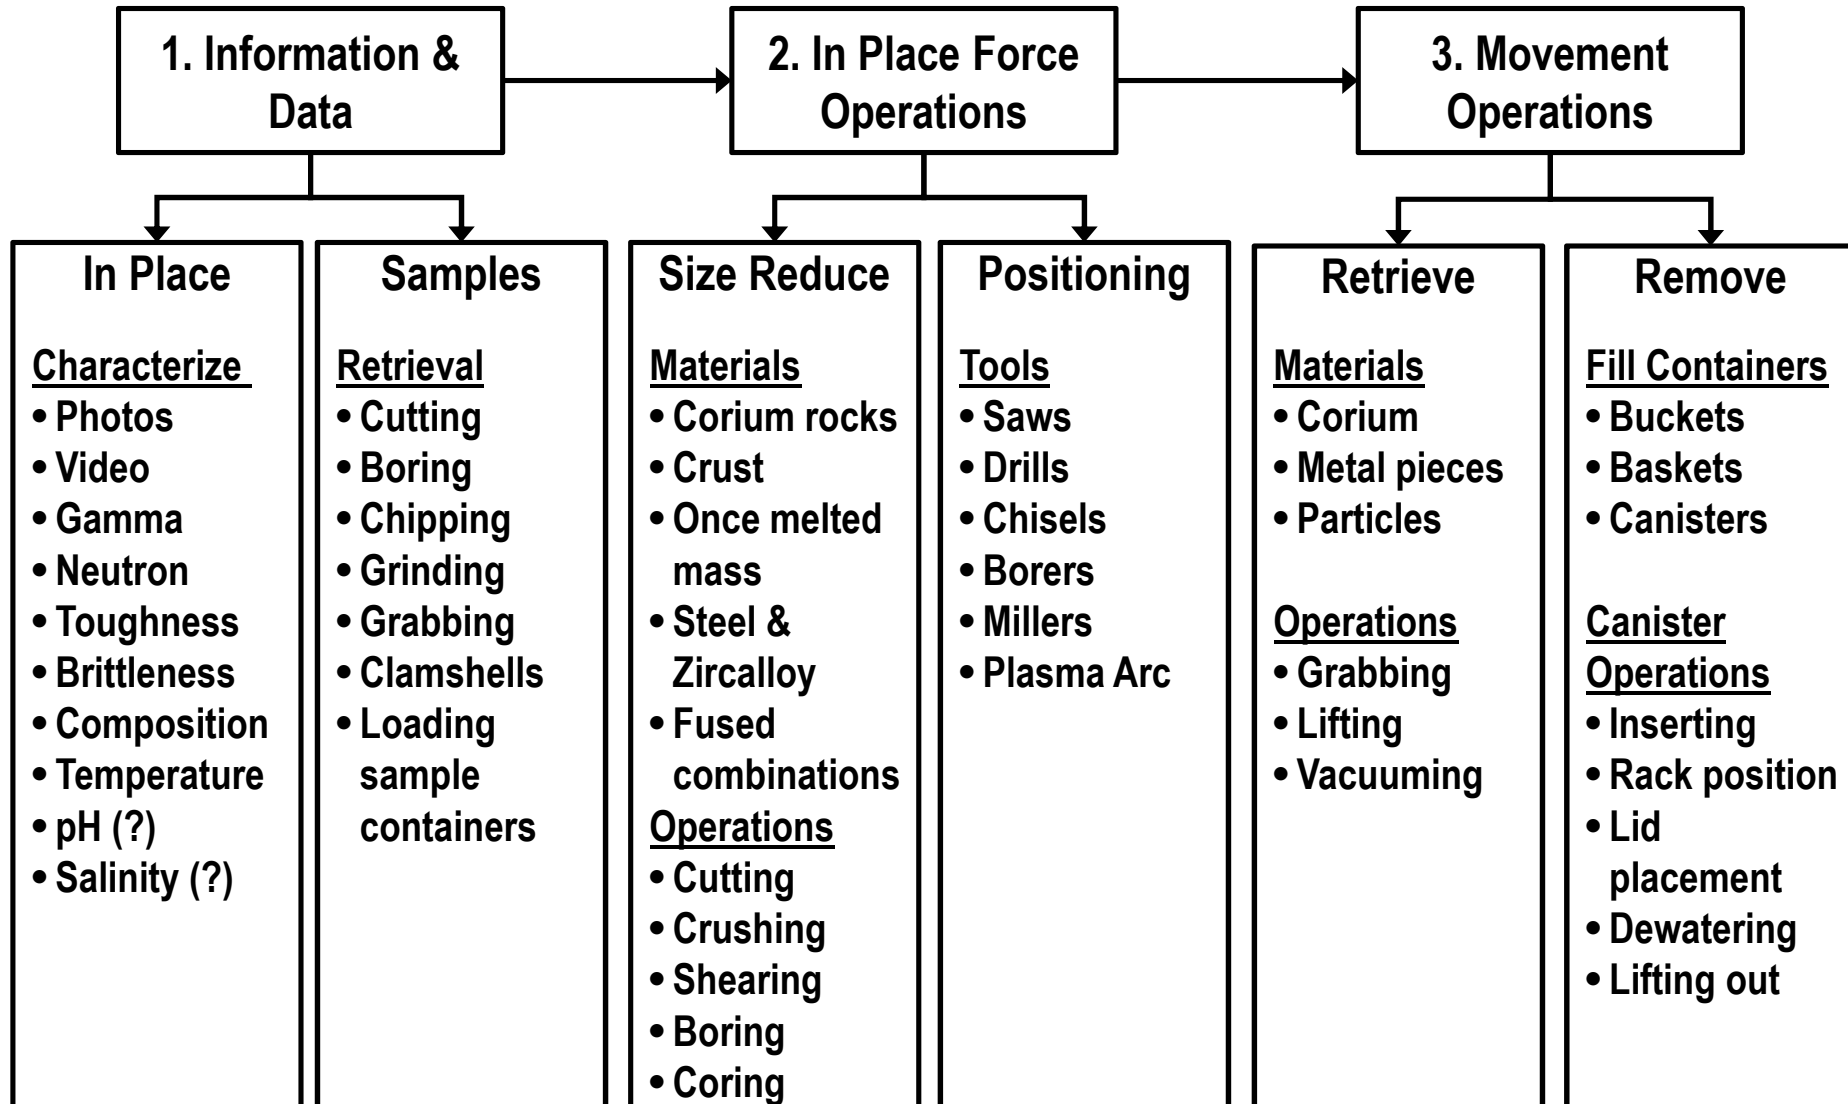 1. Information &
Data
2. In Place Force
Operations
3. Movement
Operations
In Place
Characterize
• Photos
• Video
• Gamma
• Neutron
• Toughness
• Brittleness
• Composition
• Temperature
• pH (?)
• Salinity (?)
Samples
Retrieval
• Cutting
• Boring
• Chipping
• Grinding
• Grabbing
• Clamshells
• Loading
sample
containers
Size Reduce
Materials
• Corium rocks
• Crust
• Once melted
mass
• Steel &
Zircalloy
• Fused
combinations
Operations
• Cutting
• Crushing
• Shearing
• Boring
• Coring
Positioning
Tools
• Saws
• Drills
• Chisels
• Borers
• Millers
• Plasma Arc
Retrieve
Materials
• Corium
• Metal pieces
• Particles
Operations
• Grabbing
• Lifting
• Vacuuming
Remove
Fill Containers
• Buckets
• Baskets
• Canisters
Canister
Operations
• Inserting
• Rack position
• Lid
placement
• Dewatering
• Lifting out